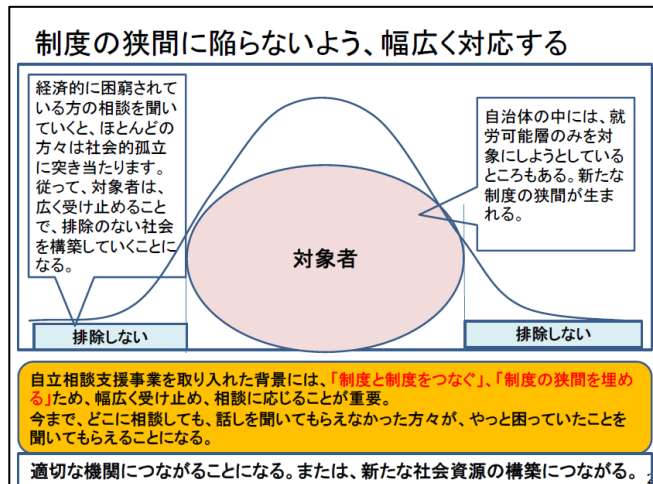 制度の狭間に陥らないよう、幅広く対応する
経済的に困窮されて
いる方の相談を聞い
ていくと、ほとんどの
方々は社会的孤立
に突き当たります。
従って、対象者は、
広く受け止めること
で、排除のない社会
を構築していくことに
なる。
自治体の中には、就
労可能層のみを対
象にしようとしている
ところもある。新たな
制度の狭間が生ま
れる。
対象者
排除しない
排除しない
自立相談支援事業を取り入れた背景には、「制度と制度をつなぐ」、「制度の狭間を埋め
る」ため、幅広く受け止め、相談に応じることが重要。
今まで、どこに相談しても、話しを聞いてもらえなかった方々が、やっと困っていたことを
聞いてもらえることになる。
適切な機関につながることになる。または、新たな社会資源の構築につながる。